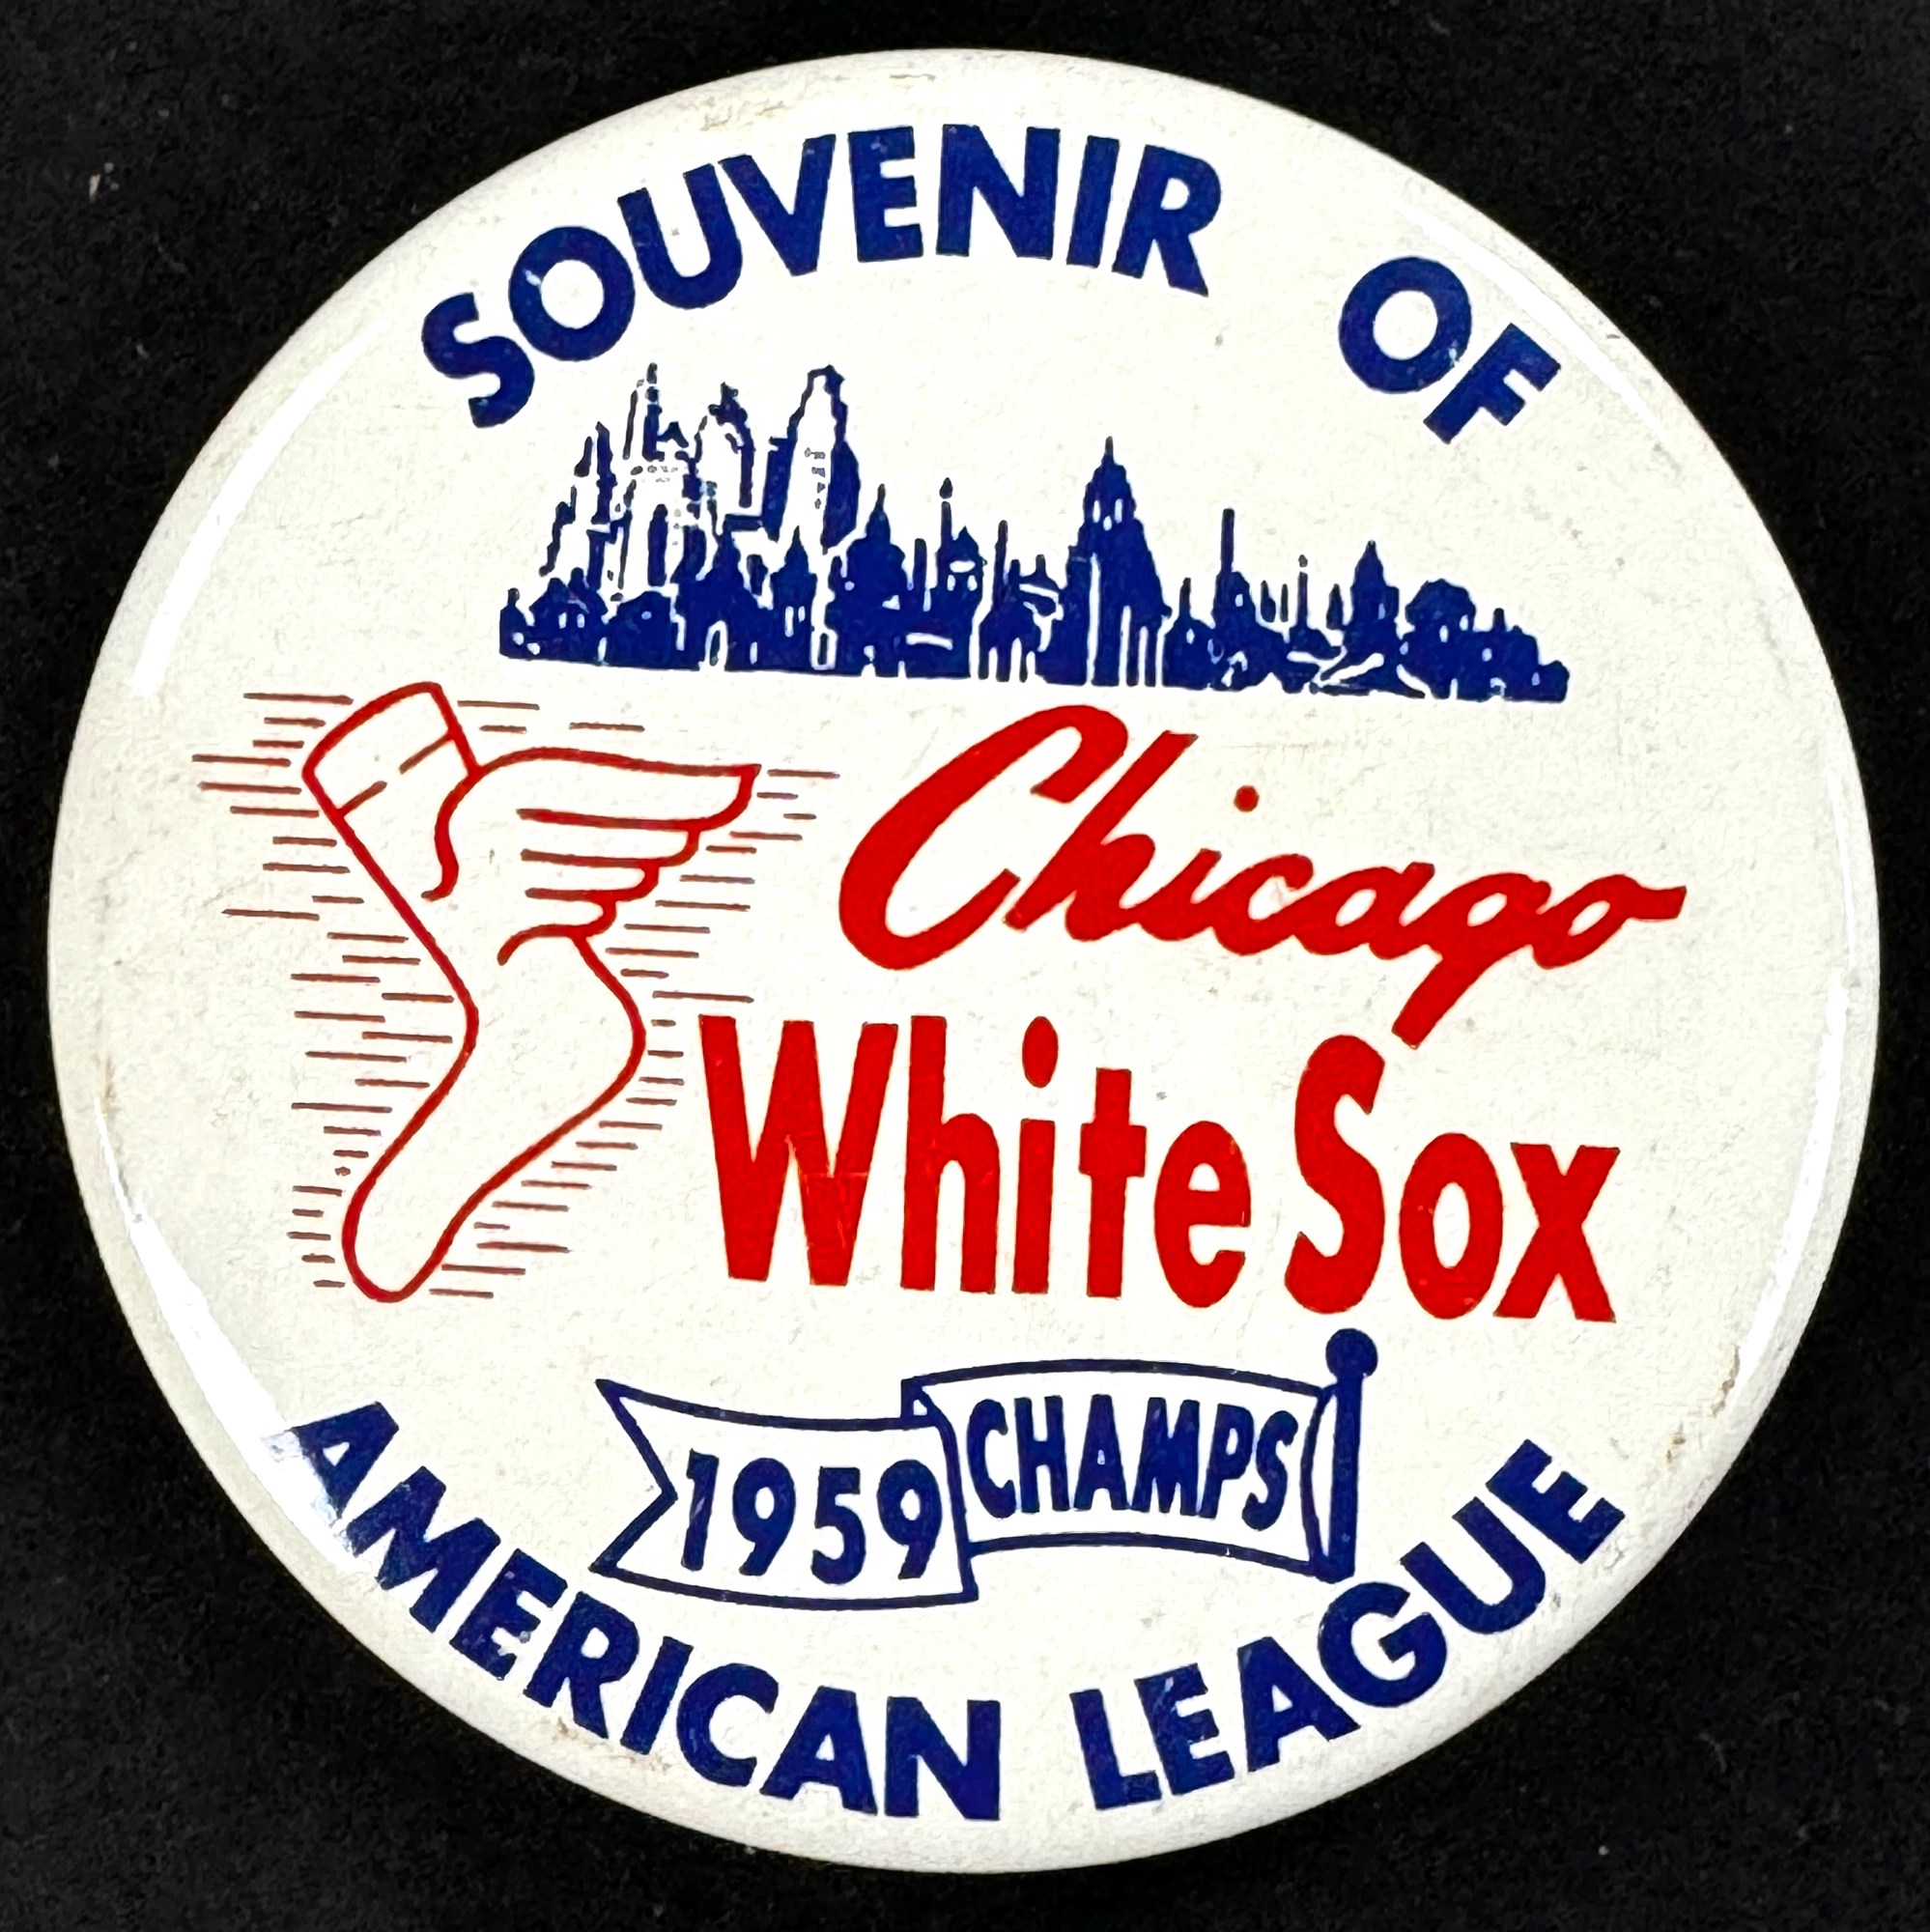 SOUVENIR OF
Chicago
White Sox
CHAMPS
1959
AMERICAN LEAGUE